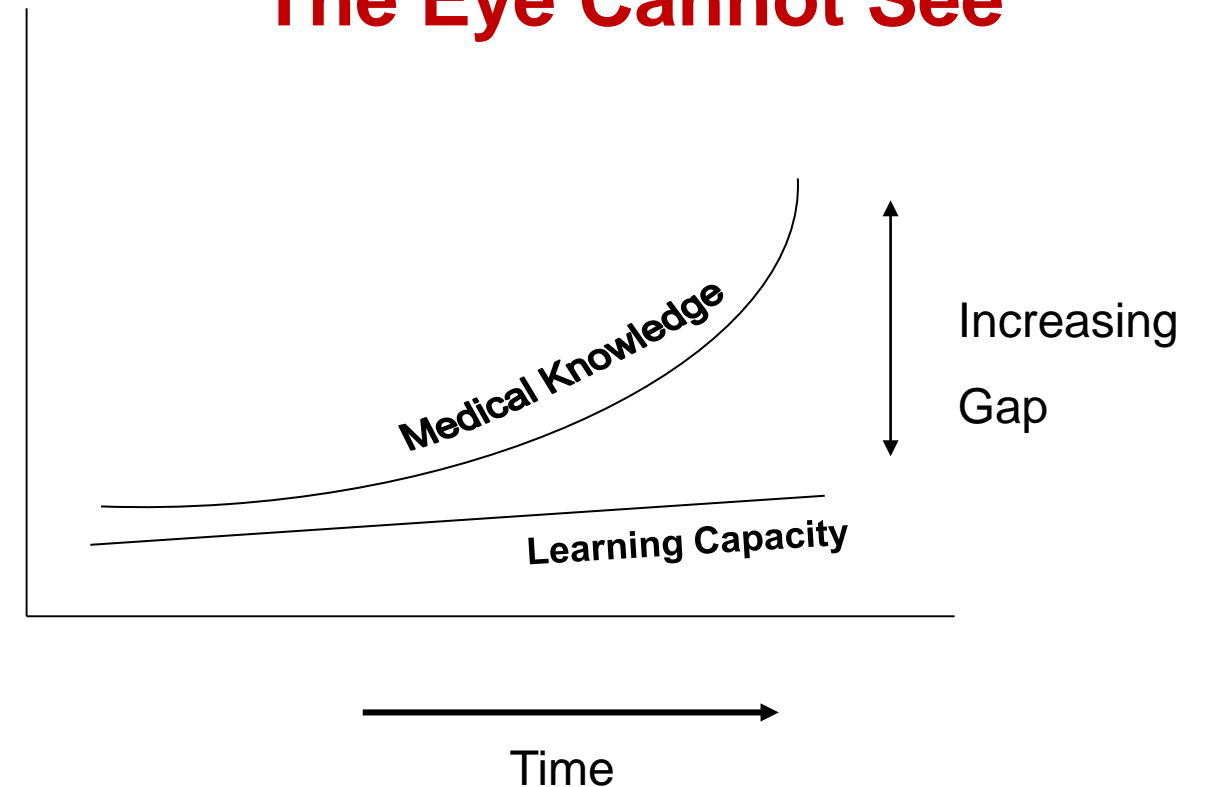 The Eye Cannot See
Medical Knowledge
Increasing
Gap
Learning Capacity
Time